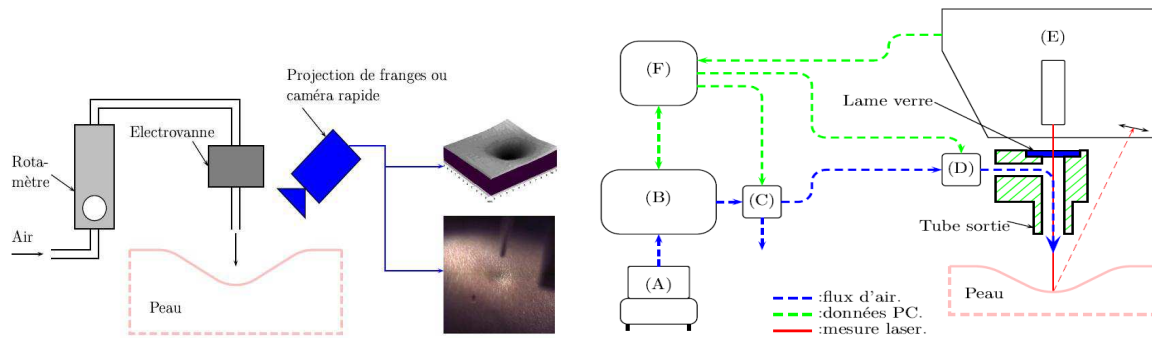 Projection de franges ou
caméra rapide
Electrovanne
Rota-
mètre
Air
Peau
(E)
(F)
Lame verre
(D)
(B)
(C)
Tube sortie
(A)
Peau
:flux d'air.
:données PC.
:mesure laser.